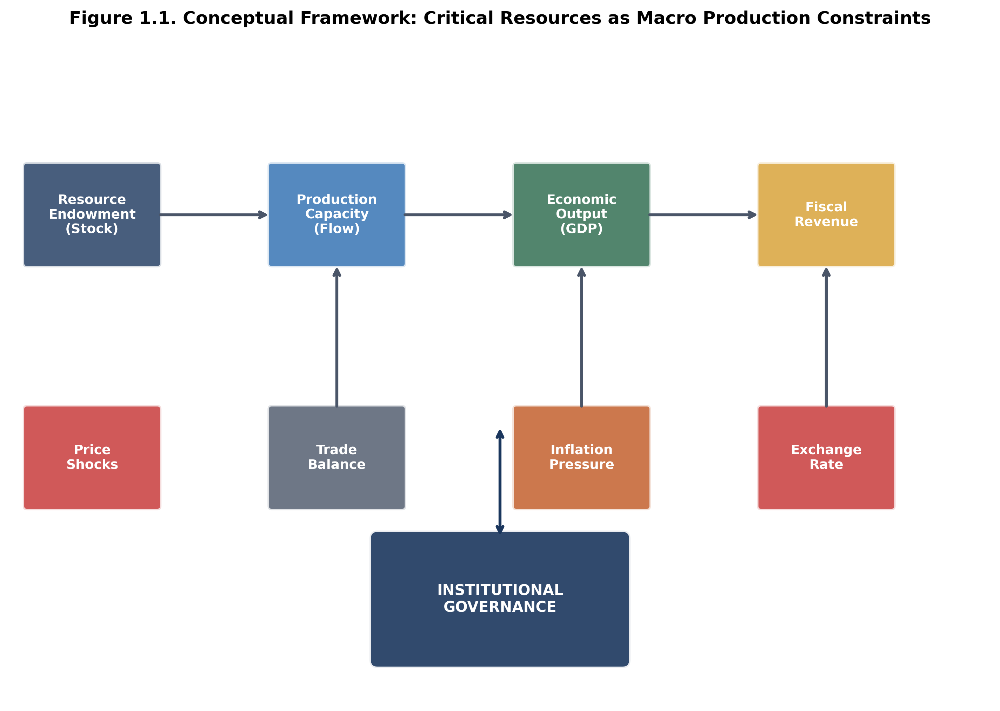 Figure 1.1. Conceptual Framework: Critical Resources as Macro Production Constraints
Resource
Endowment
(Stock)
Production
Capacity
(Flow)
Economic
Output
(GDP)
Fiscal
Revenue
Price
Shocks
Trade
Balance
Inflation
Pressure
Exchange
Rate
INSTITUTIONAL
GOVERNANCE